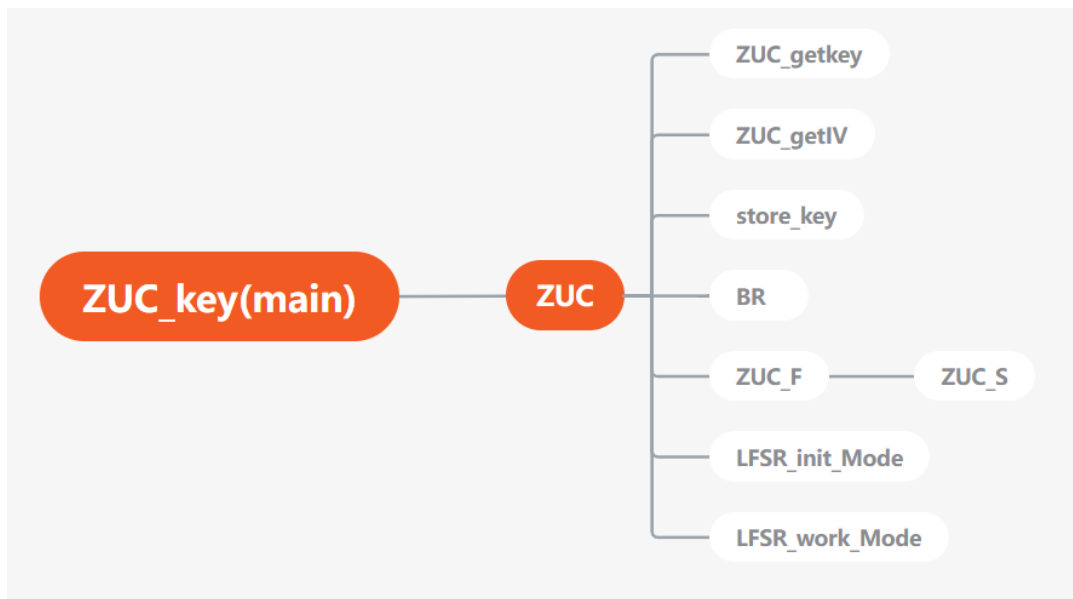 ZUC_key(main)
ZUC
ZUC_getkey
ZUC_getIV
store_key
BR
ZUC_F
ZUC_S
LFSR_init_Mode
LFSR_work_Mode